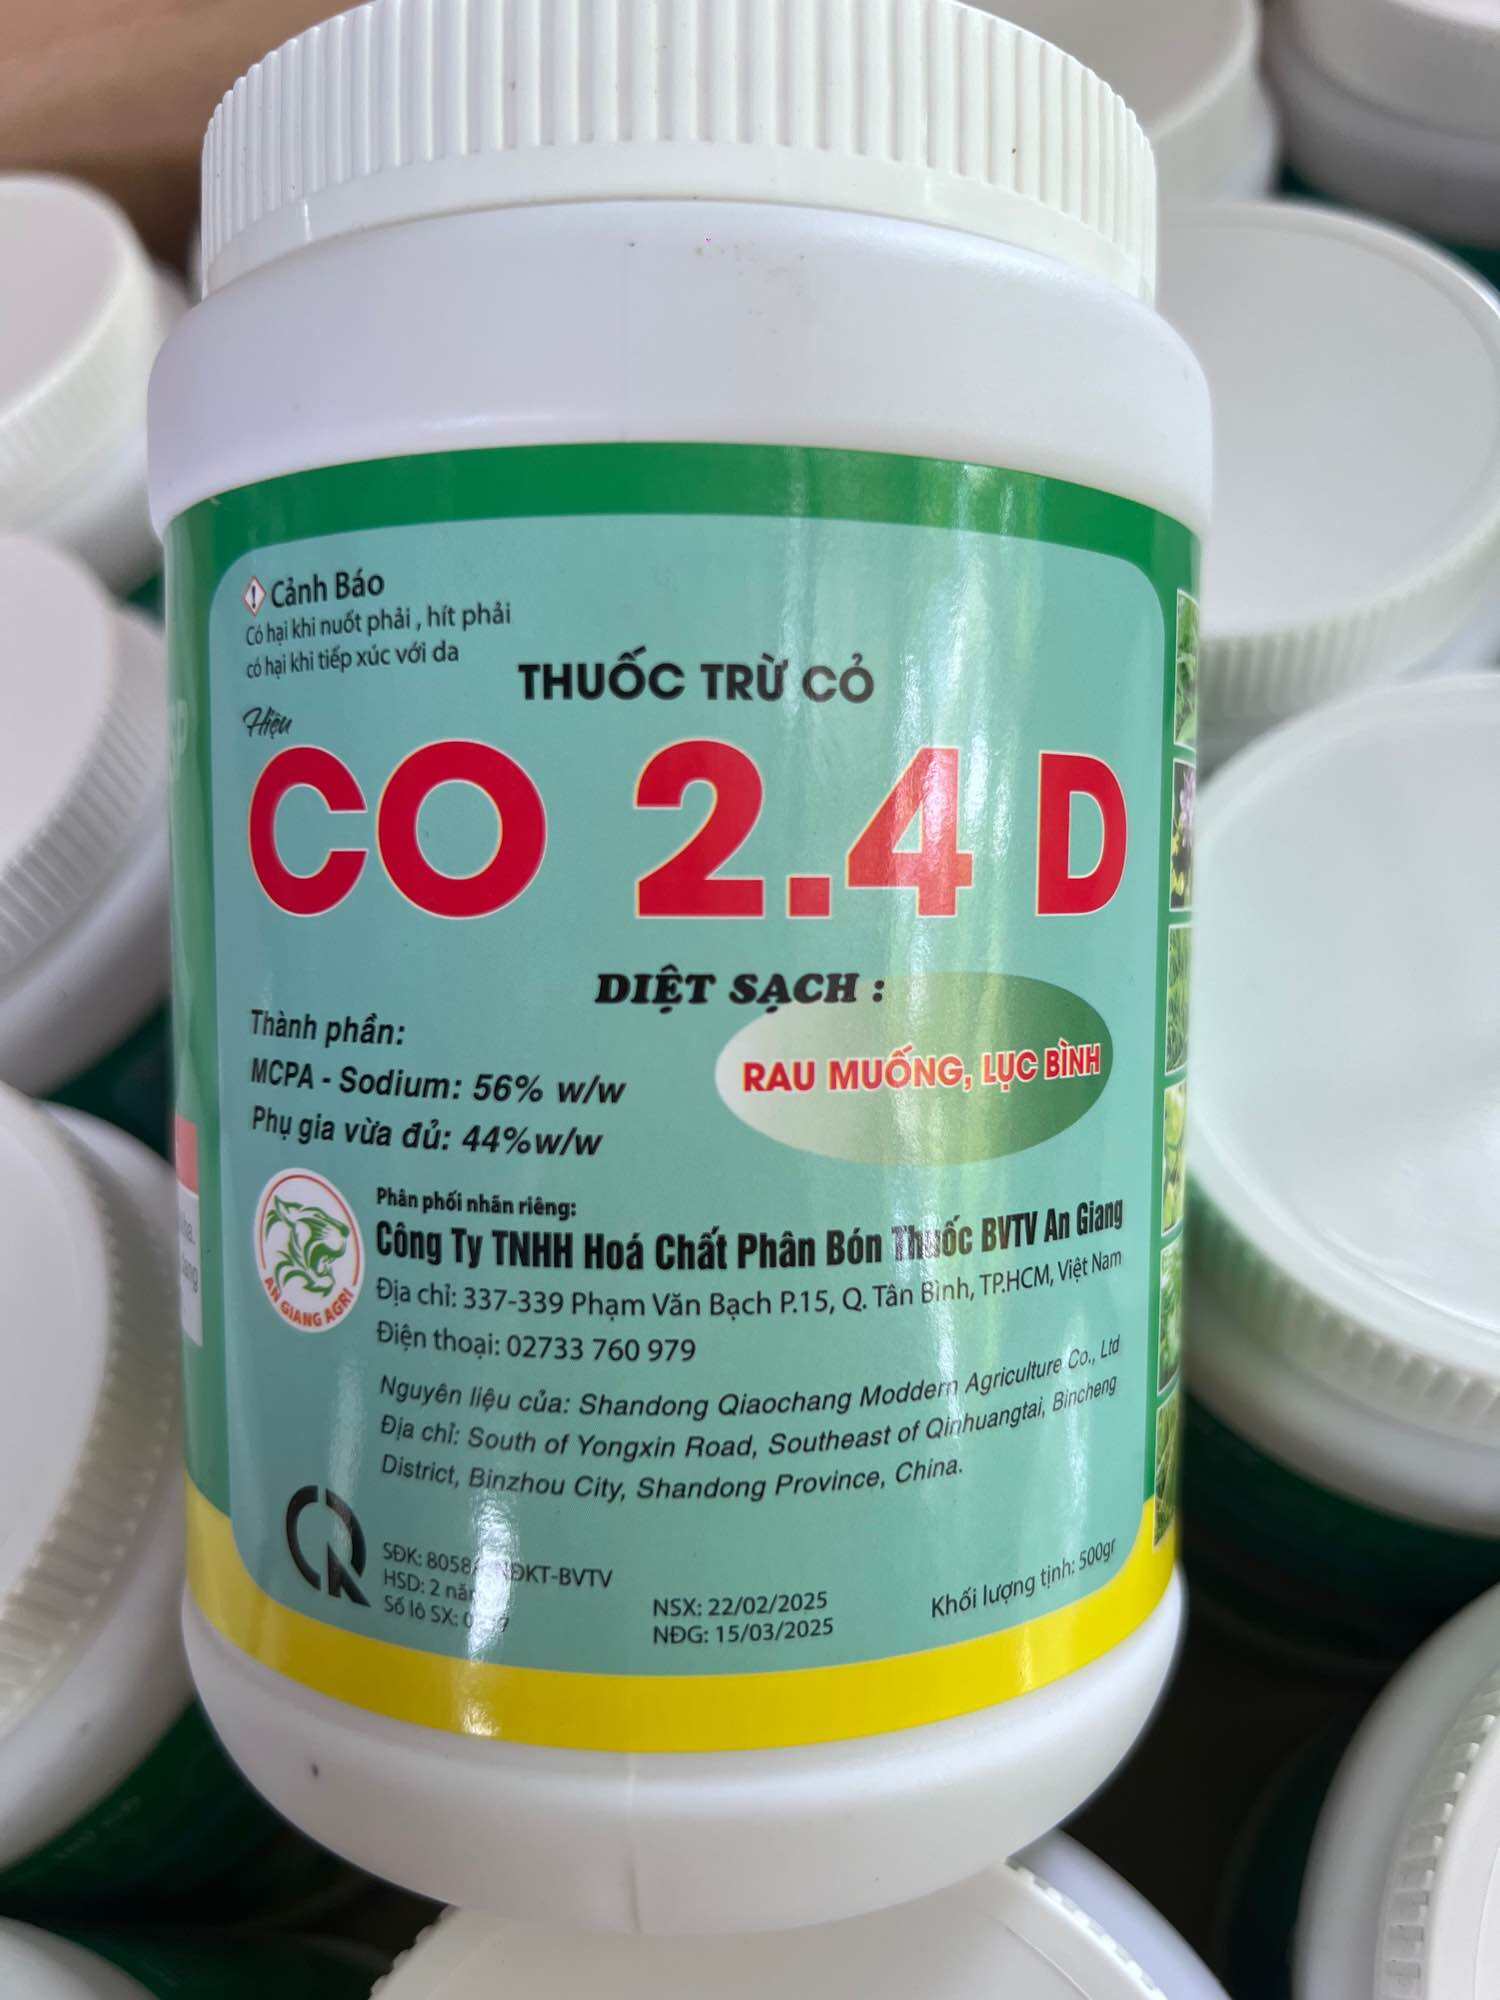 Cảnh Báo
Có hại khi nuốt phải , hít phải
có hại khi tiếp xúc với da
THUỐC TRỪ CỎ
Hiệu
CO 2.4 D
DIỆT SẠCH :
RAU MUỐNG, LỤC BÌNH
Thành phần:
MCPA - Sodium: 56% w/w
Phụ gia vừa đủ: 44%w/w
AN GIANG AGRI
Phân phối nhãn riêng:
Công Ty TNHH Hoá Chất Phân Bón Thuốc BVTV An Giang
Địa chỉ: 337-339 Phạm Văn Bạch P.15, Q. Tân Bình, TP.HCM, Việt Nam
Điện thoại: 02733 760 979
Nguyên liệu của: Shandong Qiaochang Moddern Agriculture Co., Ltd
Địa chỉ: South of Yongxin Road, Southeast of Qinhuangtai, Bincheng
District, Binzhou City, Shandong Province, China.
CR
SĐK:
HSD: 2 năm
Số lô SX:
NSX: 22/02/2025
NĐG: 15/03/2025
Khối lượng tịnh: 500gr